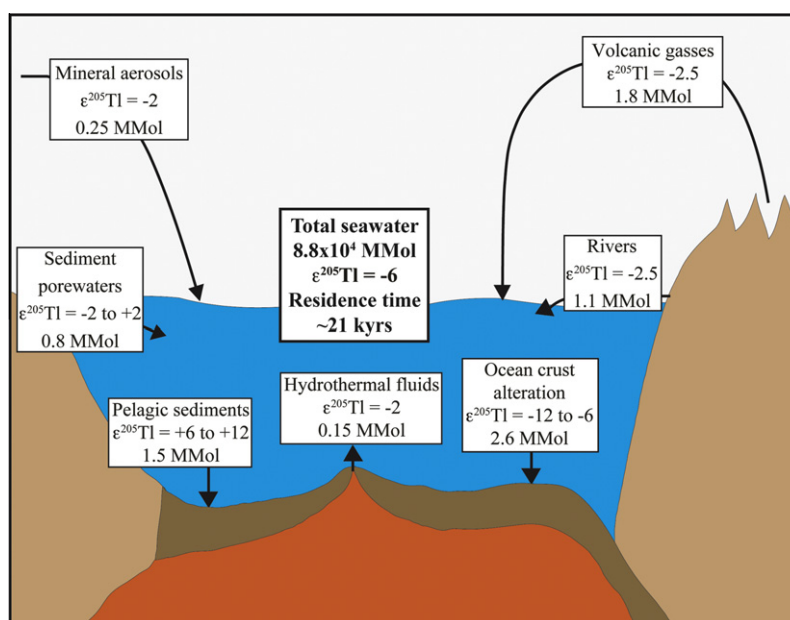 Mineral aerosols
ε²⁰⁵Tl = -2
0.25 MMol
Volcanic gasses
ε²⁰⁵Tl = -2.5
1.8 MMol
Total seawater
8.8x10⁴ MMol
ε²⁰⁵Tl = -6
Residence time
~21 kyrs
Sediment
porewaters
ε²⁰⁵Tl = -2 to +2
0.8 MMol
Rivers
ε²⁰⁵Tl = -2.5
1.1 MMol
Pelagic sediments
ε²⁰⁵Tl = +6 to +12
1.5 MMol
Hydrothermal fluids
ε²⁰⁵Tl = -2
0.15 MMol
Ocean crust
alteration
ε²⁰⁵Tl = -12 to -6
2.6 MMol